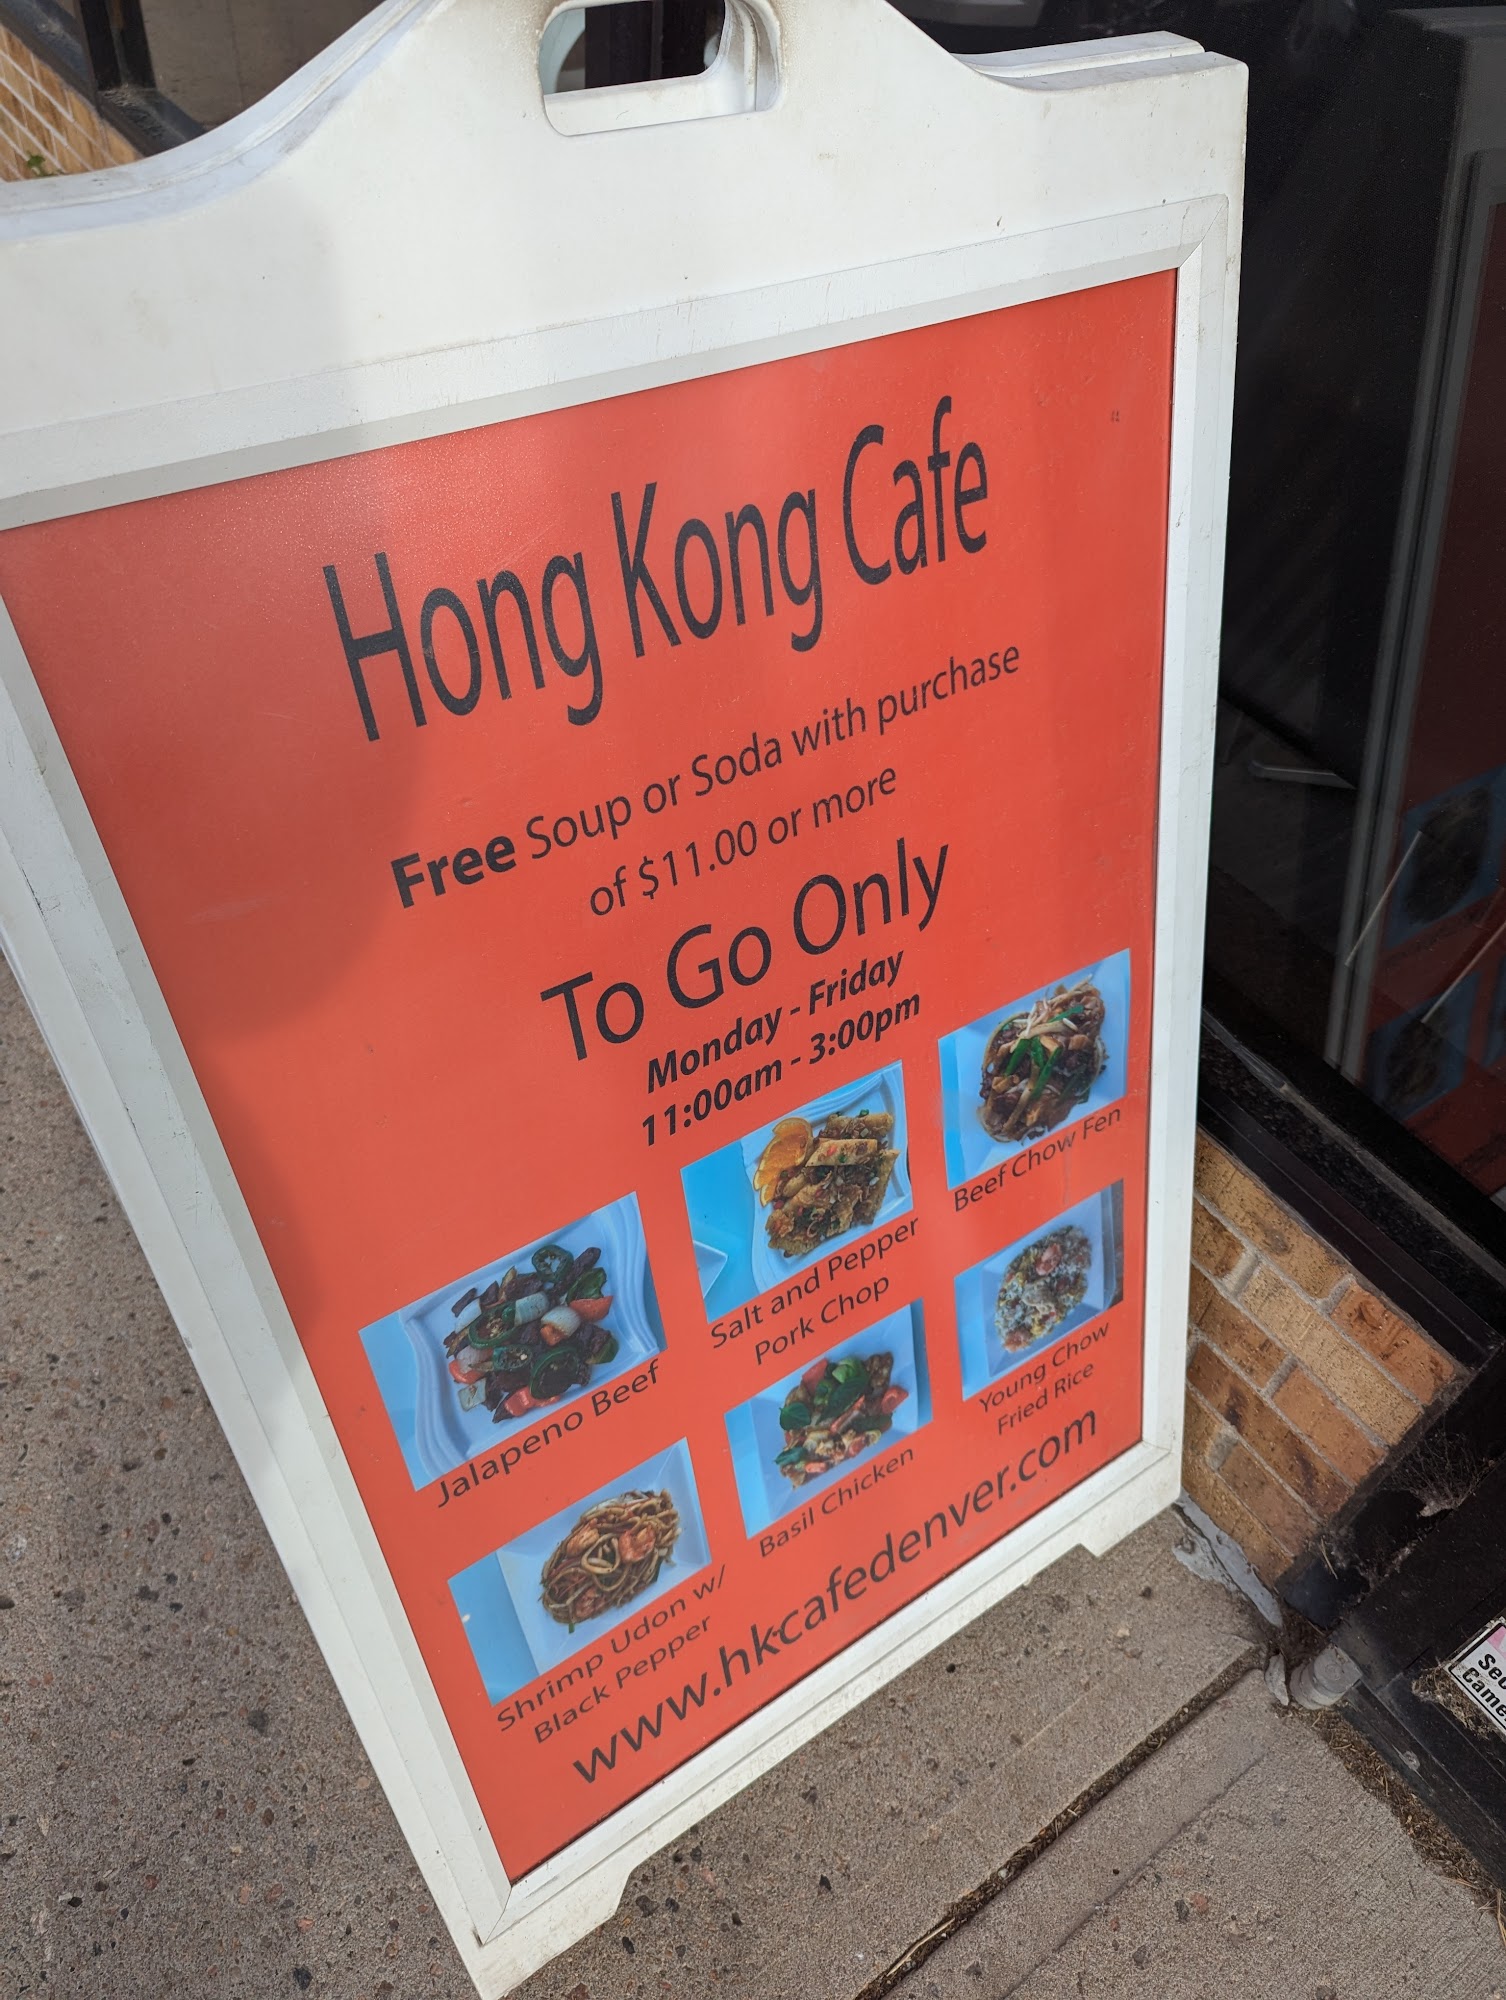 Hong Kong Cafe
Free Soup or Soda with purchase
of $11.00 or more
To Go Only
Monday - Friday
11:00am - 3:00pm
Jalapeno Beef
Salt and Pepper
Pork Chop
Beef Chow Fen
Shrimp Udon w/
Black Pepper
Basil Chicken
Young Chow
Fried Rice
www.hkcafedenver.com